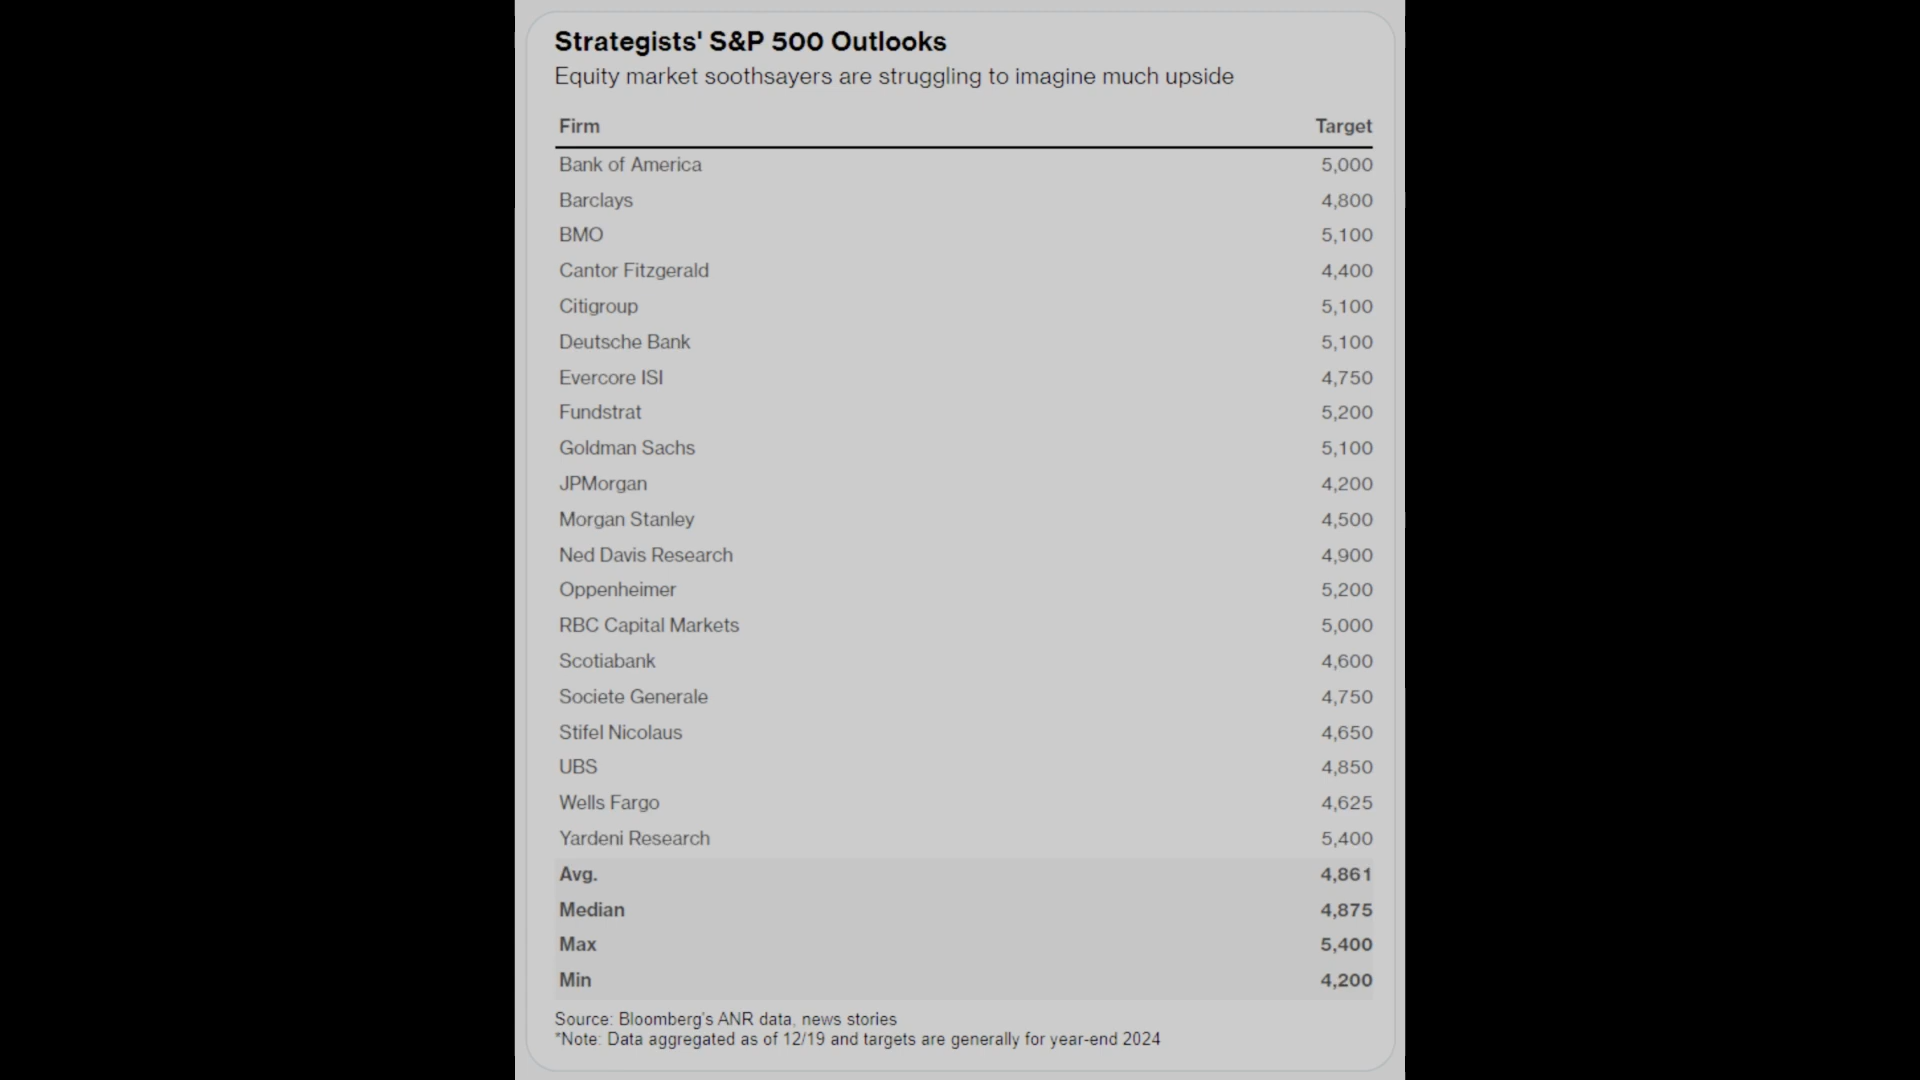 Strategists' S&P 500 Outlooks
Equity market soothsayers are struggling to imagine much upside
Firm Target
Bank of America 5,000
Barclays 4,800
BMO 5,100
Cantor Fitzgerald 4,400
Citigroup 5,100
Deutsche Bank 5,100
Evercore ISI 4,750
Fundstrat 5,200
Goldman Sachs 5,100
JPMorgan 4,200
Morgan Stanley 4,500
Ned Davis Research 4,900
Oppenheimer 5,200
RBC Capital Markets 5,000
Scotiabank 4,600
Societe Generale 4,750
Stifel Nicolaus 4,650
UBS 4,850
Wells Fargo 4,625
Yardeni Research 5,400
Avg. 4,861
Median 4,875
Max 5,400
Min 4,200
Source: Bloomberg's ANR data, news stories
*Note: Data aggregated as of 12/19 and targets are generally for year-end 2024